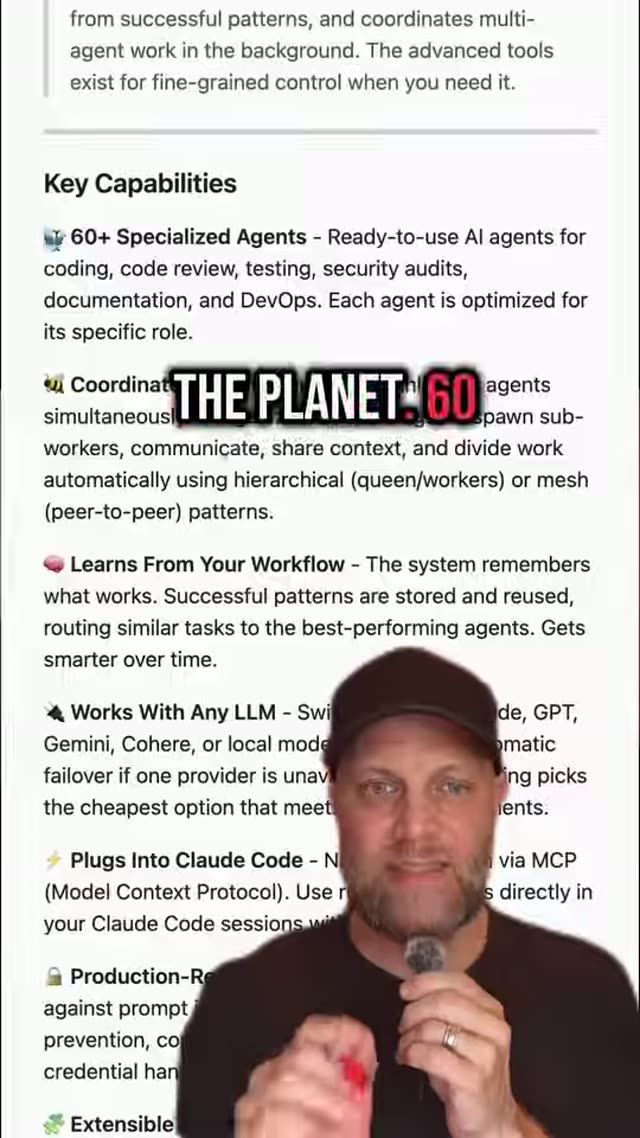 from successful patterns, and coordinates multi-
agent work in the background. The advanced tools
exist for fine-grained control when you need it.
Key Capabilities
60+ Specialized Agents - Ready-to-use AI agents for
coding, code review, testing, security audits,
documentation, and DevOps. Each agent is optimized for
its specific role.
agents
THE PLANET. 60
simultaneousl spawn sub-
workers, communicate, share context, and divide work
automatically using hierarchical (queen/workers) or mesh
(peer-to-peer) patterns.
Learns From Your Workflow - The system remembers
what works. Successful patterns are stored and reused,
routing similar tasks to the best-performing agents. Gets
smarter over time.
Works With Any LLM - GPT,
Gemini, Cohere, or local
failover if one provider is picks
the cheapest option that
Plugs Into Claude Code - via MCP
(Model Context Protocol). Use directly in
your Claude Code sessions
against prompt
prevention,
credential
Extensible